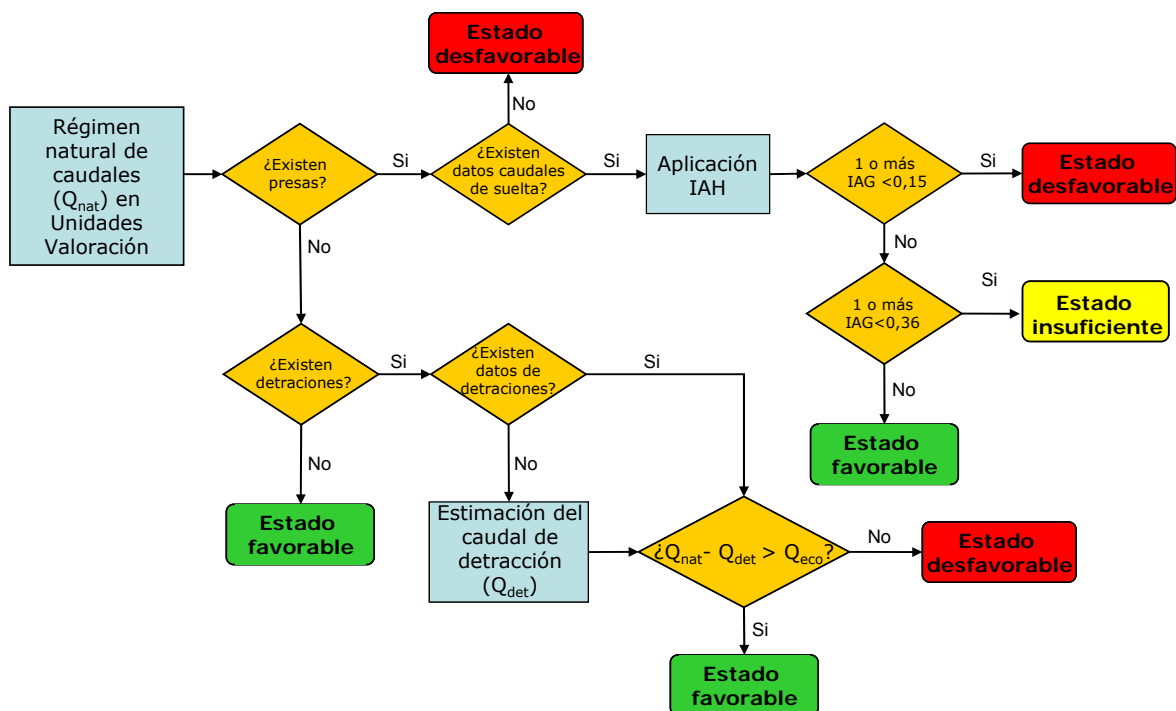 Estado
desfavorable
No
Régimen
natural de
caudales
(Qnat) en
Unidades
Valoración
¿Existen
presas?
Si
¿Existen
datos caudales
de suelta?
Si
Aplicación
IAH
1 o más
IAG <0,15
Si
Estado
desfavorable
No
No
1 o más
IAG<0,36
Si
Estado
insuficiente
¿Existen
detraciones?
Si
¿Existen
datos de
detraciones?
Si
No
Estado
favorable
No
No
Estado
favorable
Estimación del
caudal de
detracción
(Qdet)
¿Qnat- Qdet > Qeco?
No
Estado
desfavorable
Si
Estado
favorable